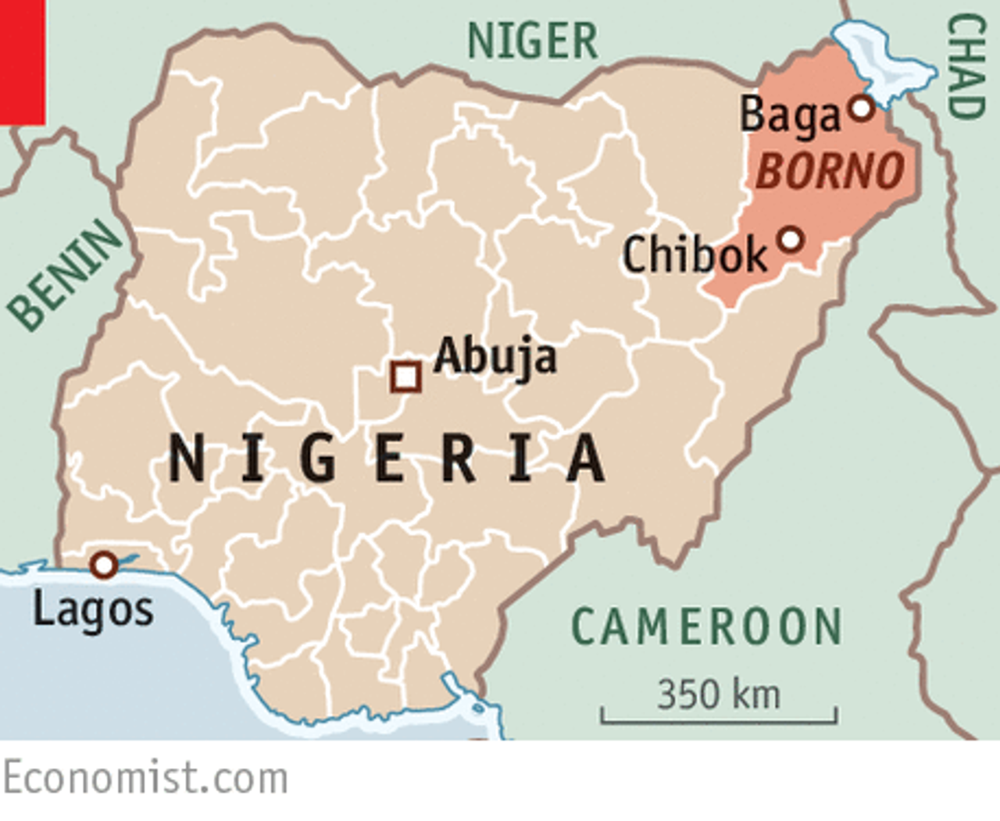 NIGER
CHAD
Baga
BORNO
BENIN
Chibok
Abuja
NIGERIA
Lagos
CAMEROON
350 km
Economist.com